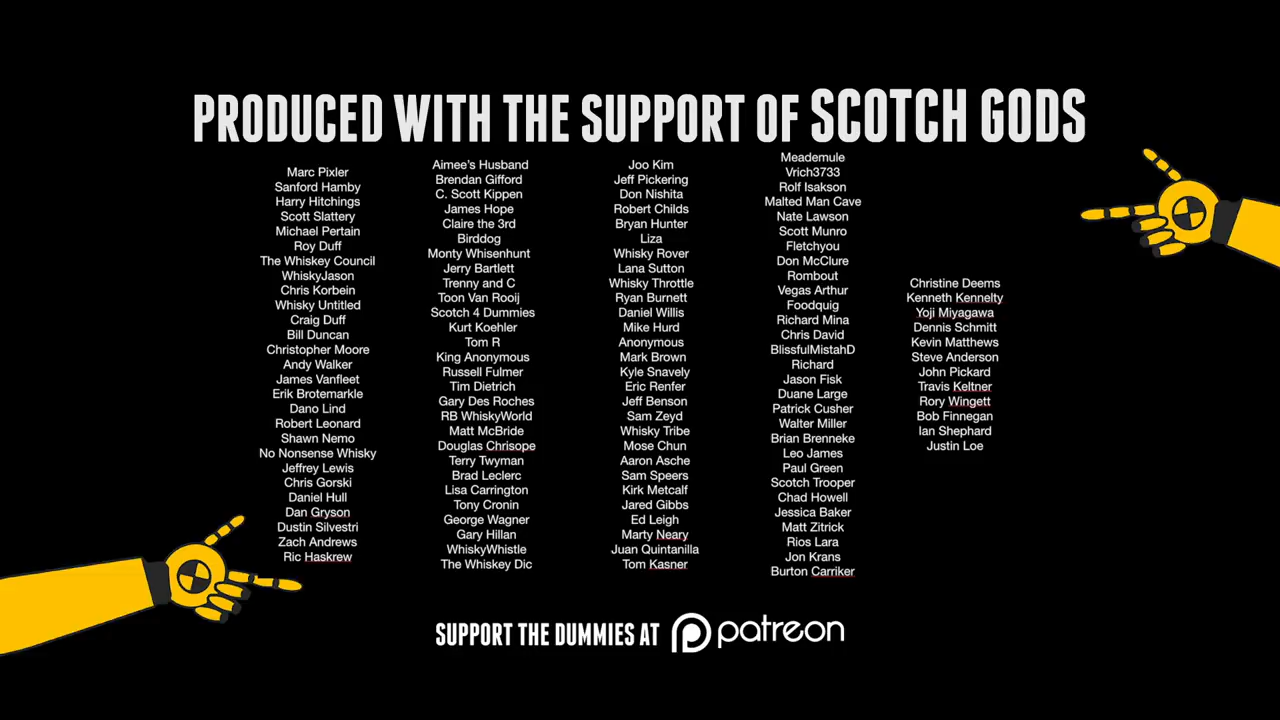 PRODUCED WITH THE SUPPORT OF SCOTCH GODS
Marc Pixler
Sanford Hamby
Harry Hitchings
Scott Slattery
Michael Pertain
Roy Duff
The Whiskey Council
WhiskyJason
Chris Korbein
Whisky Untitled
Craig Duff
Bill Duncan
Christopher Moore
Andy Walker
James Vanfleet
Erik Brotemarkle
Dano Lind
Robert Leonard
Shawn Nemo
No Nonsense Whisky
Jeffrey Lewis
Chris Gorski
Daniel Hull
Dan Gryson
Dustin Silvestri
Zach Andrews
Ric Haskrew
Aimee's Husband
Brendan Gifford
C. Scott Kippen
James Hope
Claire the 3rd
Birddog
Monty Whisenhunt
Jerry Bartlett
Trenny and C
Toon Van Rooij
Scotch 4 Dummies
Kurt Koehler
Tom R
King Anonymous
Russell Fulmer
Tim Dietrich
Gary Des Roches
RB WhiskyWorld
Matt McBride
Douglas Chrisope
Terry Twyman
Brad Leclerc
Lisa Carrington
Tony Cronin
George Wagner
Gary Hillan
WhiskyWhistle
The Whiskey Dic
Joo Kim
Jeff Pickering
Don Nishita
Robert Childs
Bryan Hunter
Liza
Whisky Rover
Lana Sutton
Whisky Throttle
Ryan Burnett
Daniel Willis
Mike Hurd
Anonymous
Mark Brown
Kyle Snavely
Eric Renfer
Jeff Benson
Sam Zeyd
Whisky Tribe
Mose Chun
Aaron Asche
Sam Speers
Kirk Metcalf
Jared Gibbs
Ed Leigh
Marty Neary
Juan Quintanilla
Tom Kasner
Meademule
Vrich3733
Rolf Isakson
Malted Man Cave
Nate Lawson
Scott Munro
Fletchyou
Don McClure
Rombout
Vegas Arthur
Foodquig
Richard Mina
Chris David
BlissfulMistahD
Richard
Jason Fisk
Duane Large
Patrick Cusher
Walter Miller
Brian Brenneke
Leo James
Paul Green
Scotch Trooper
Chad Howell
Jessica Baker
Matt Zitrick
Rios Lara
Jon Krans
Burton Carriker
Christine Deems
Kenneth Kennelty
Yoji Miyagawa
Dennis Schmitt
Kevin Matthews
Steve Anderson
John Pickard
Travis Keltner
Rory Wingett
Bob Finnegan
Ian Shephard
Justin Loe
SUPPORT THE DUMMIES AT patreon